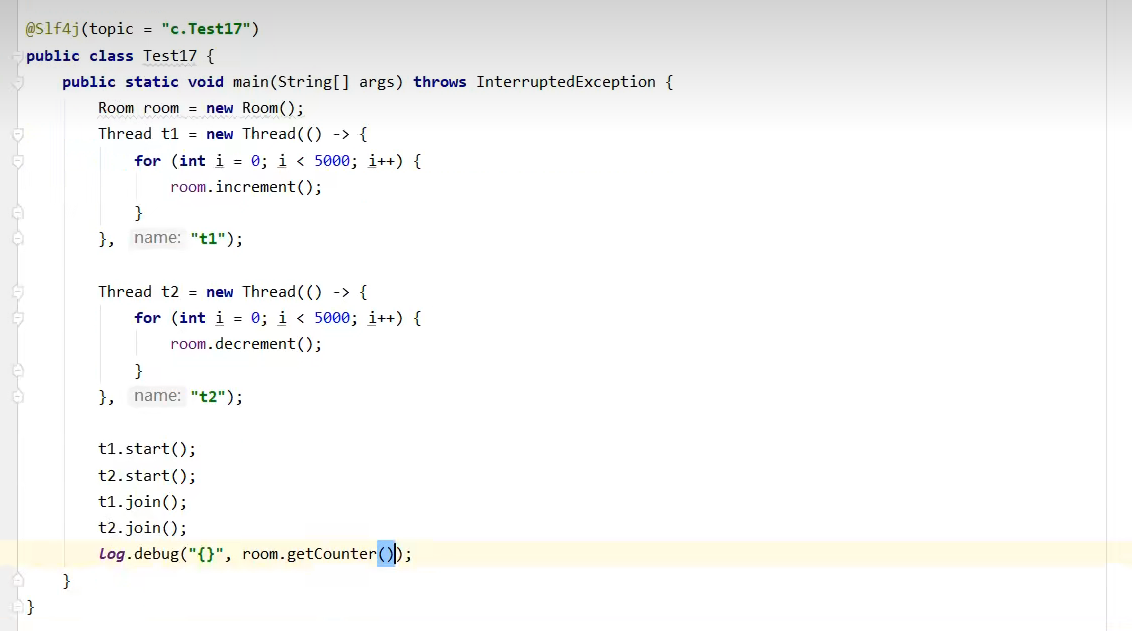 @Slf4j(topic = "c.Test17")
public class Test17 {
    public static void main(String[] args) throws InterruptedException {
        Room room = new Room();
        Thread t1 = new Thread(() -> {
            for (int i = 0; i < 5000; i++) {
                room.increment();
            }
        }, name: "t1");

        Thread t2 = new Thread(() -> {
            for (int i = 0; i < 5000; i++) {
                room.decrement();
            }
        }, name: "t2");

        t1.start();
        t2.start();
        t1.join();
        t2.join();
        log.debug("{}", room.getCounter());
    }
}